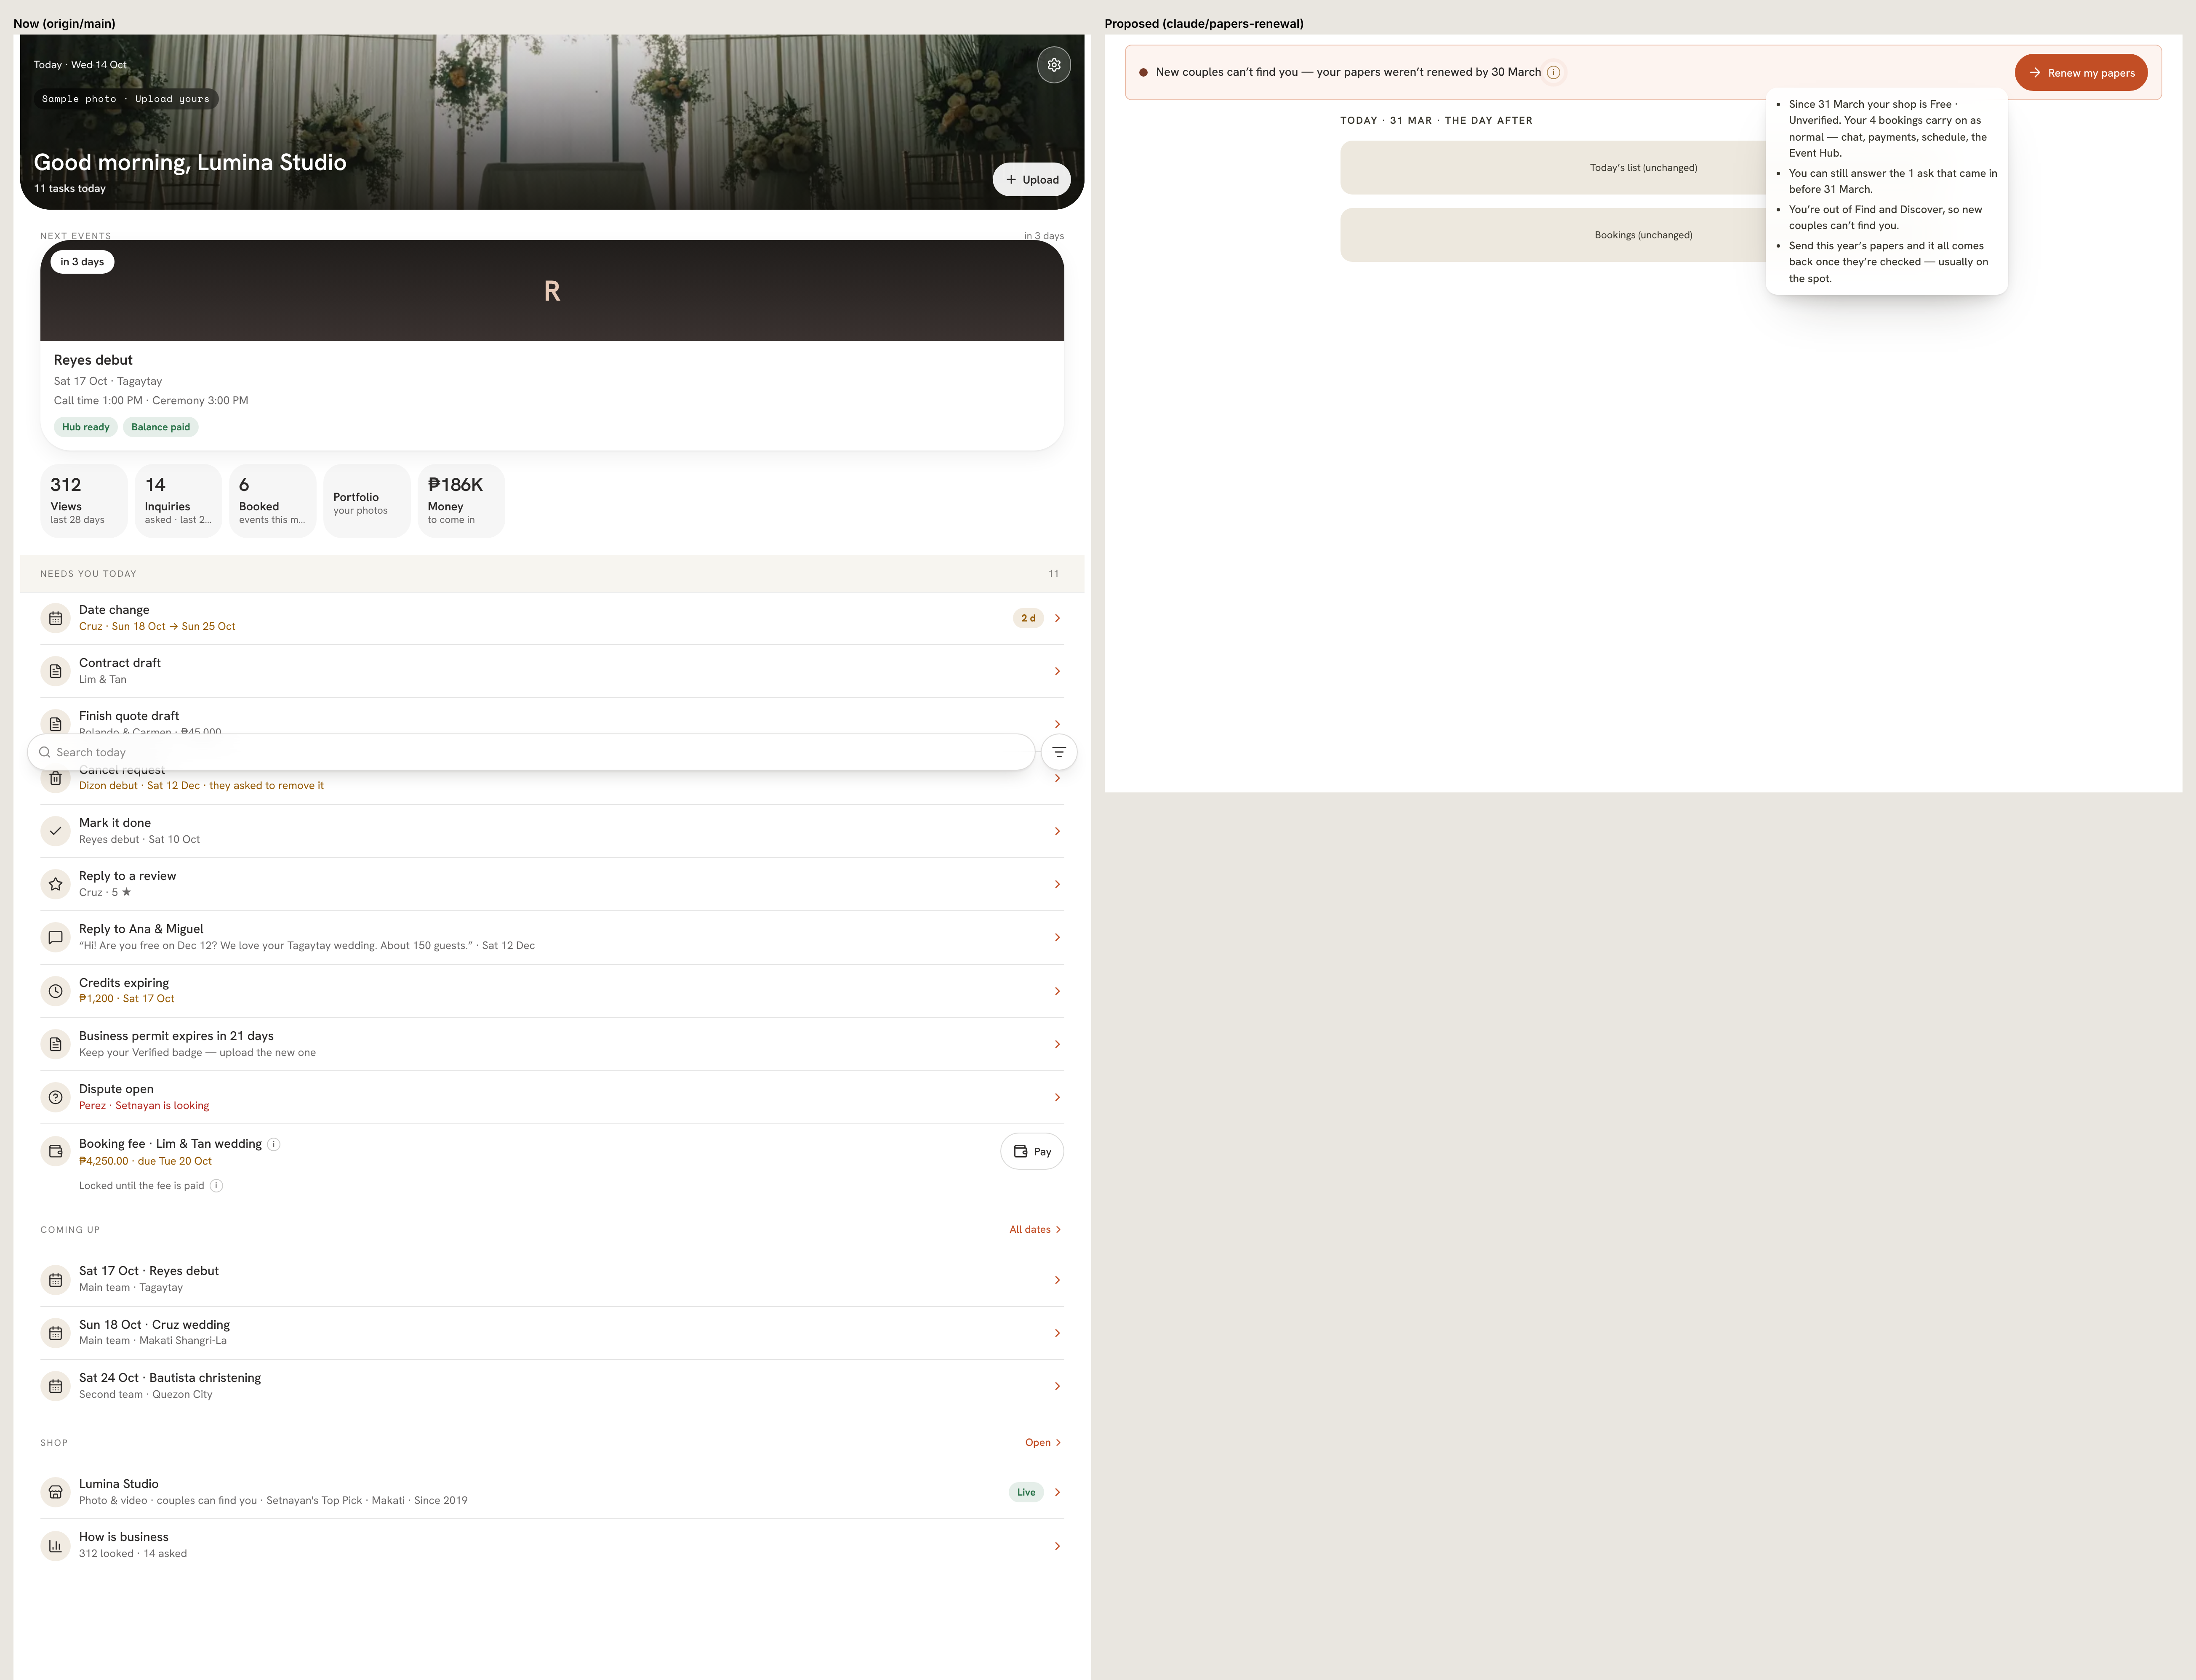 Now (origin/main)
Today · Wed 14 Oct
Sample photo · Upload yours
Good morning, Lumina Studio
11 tasks today
+ Upload
NEXT EVENTS
in 3 days
in 3 days
R
Reyes debut
Sat 17 Oct · Tagaytay
Call time 1:00 PM · Ceremony 3:00 PM
Hub ready
Balance paid
312
Views
last 28 days
14
Inquiries
asked · last 2...
6
Booked
events this m...
Portfolio
your photos
₱186K
Money
to come in
NEEDS YOU TODAY
11
Date change
Cruz · Sun 18 Oct → Sun 25 Oct
2 d
Contract draft
Lim & Tan
Finish quote draft
Rolando & Carmen · ₱45,000
Search today
Cancel request
Dizon debut · Sat 12 Dec · they asked to remove it
Mark it done
Reyes debut · Sat 10 Oct
Reply to a review
Cruz · 5 ★
Reply to Ana & Miguel
“Hi! Are you free on Dec 12? We love your Tagaytay wedding. About 150 guests.” · Sat 12 Dec
Credits expiring
₱1,200 · Sat 17 Oct
Business permit expires in 21 days
Keep your Verified badge — upload the new one
Dispute open
Perez · Setnayan is looking
Booking fee · Lim & Tan wedding
₱4,250.00 · due Tue 20 Oct
Pay
Locked until the fee is paid
COMING UP
All dates
Sat 17 Oct · Reyes debut
Main team · Tagaytay
Sun 18 Oct · Cruz wedding
Main team · Makati Shangri-La
Sat 24 Oct · Bautista christening
Second team · Quezon City
SHOP
Open
Lumina Studio
Photo & video · couples can find you · Setnayan's Top Pick · Makati · Since 2019
Live
How is business
312 looked · 14 asked
Proposed (claude/papers-renewal)
New couples can’t find you — your papers weren’t renewed by 30 March
Renew my papers
TODAY · 31 MAR · THE DAY AFTER
Today’s list (unchanged)
Bookings (unchanged)
• Since 31 March your shop is Free ·
Unverified. Your 4 bookings carry on as
normal — chat, payments, schedule, the
Event Hub.
• You can still answer the 1 ask that came in
before 31 March.
• You’re out of Find and Discover, so new
couples can’t find you.
• Send this year’s papers and it all comes
back once they’re checked — usually on
the spot.